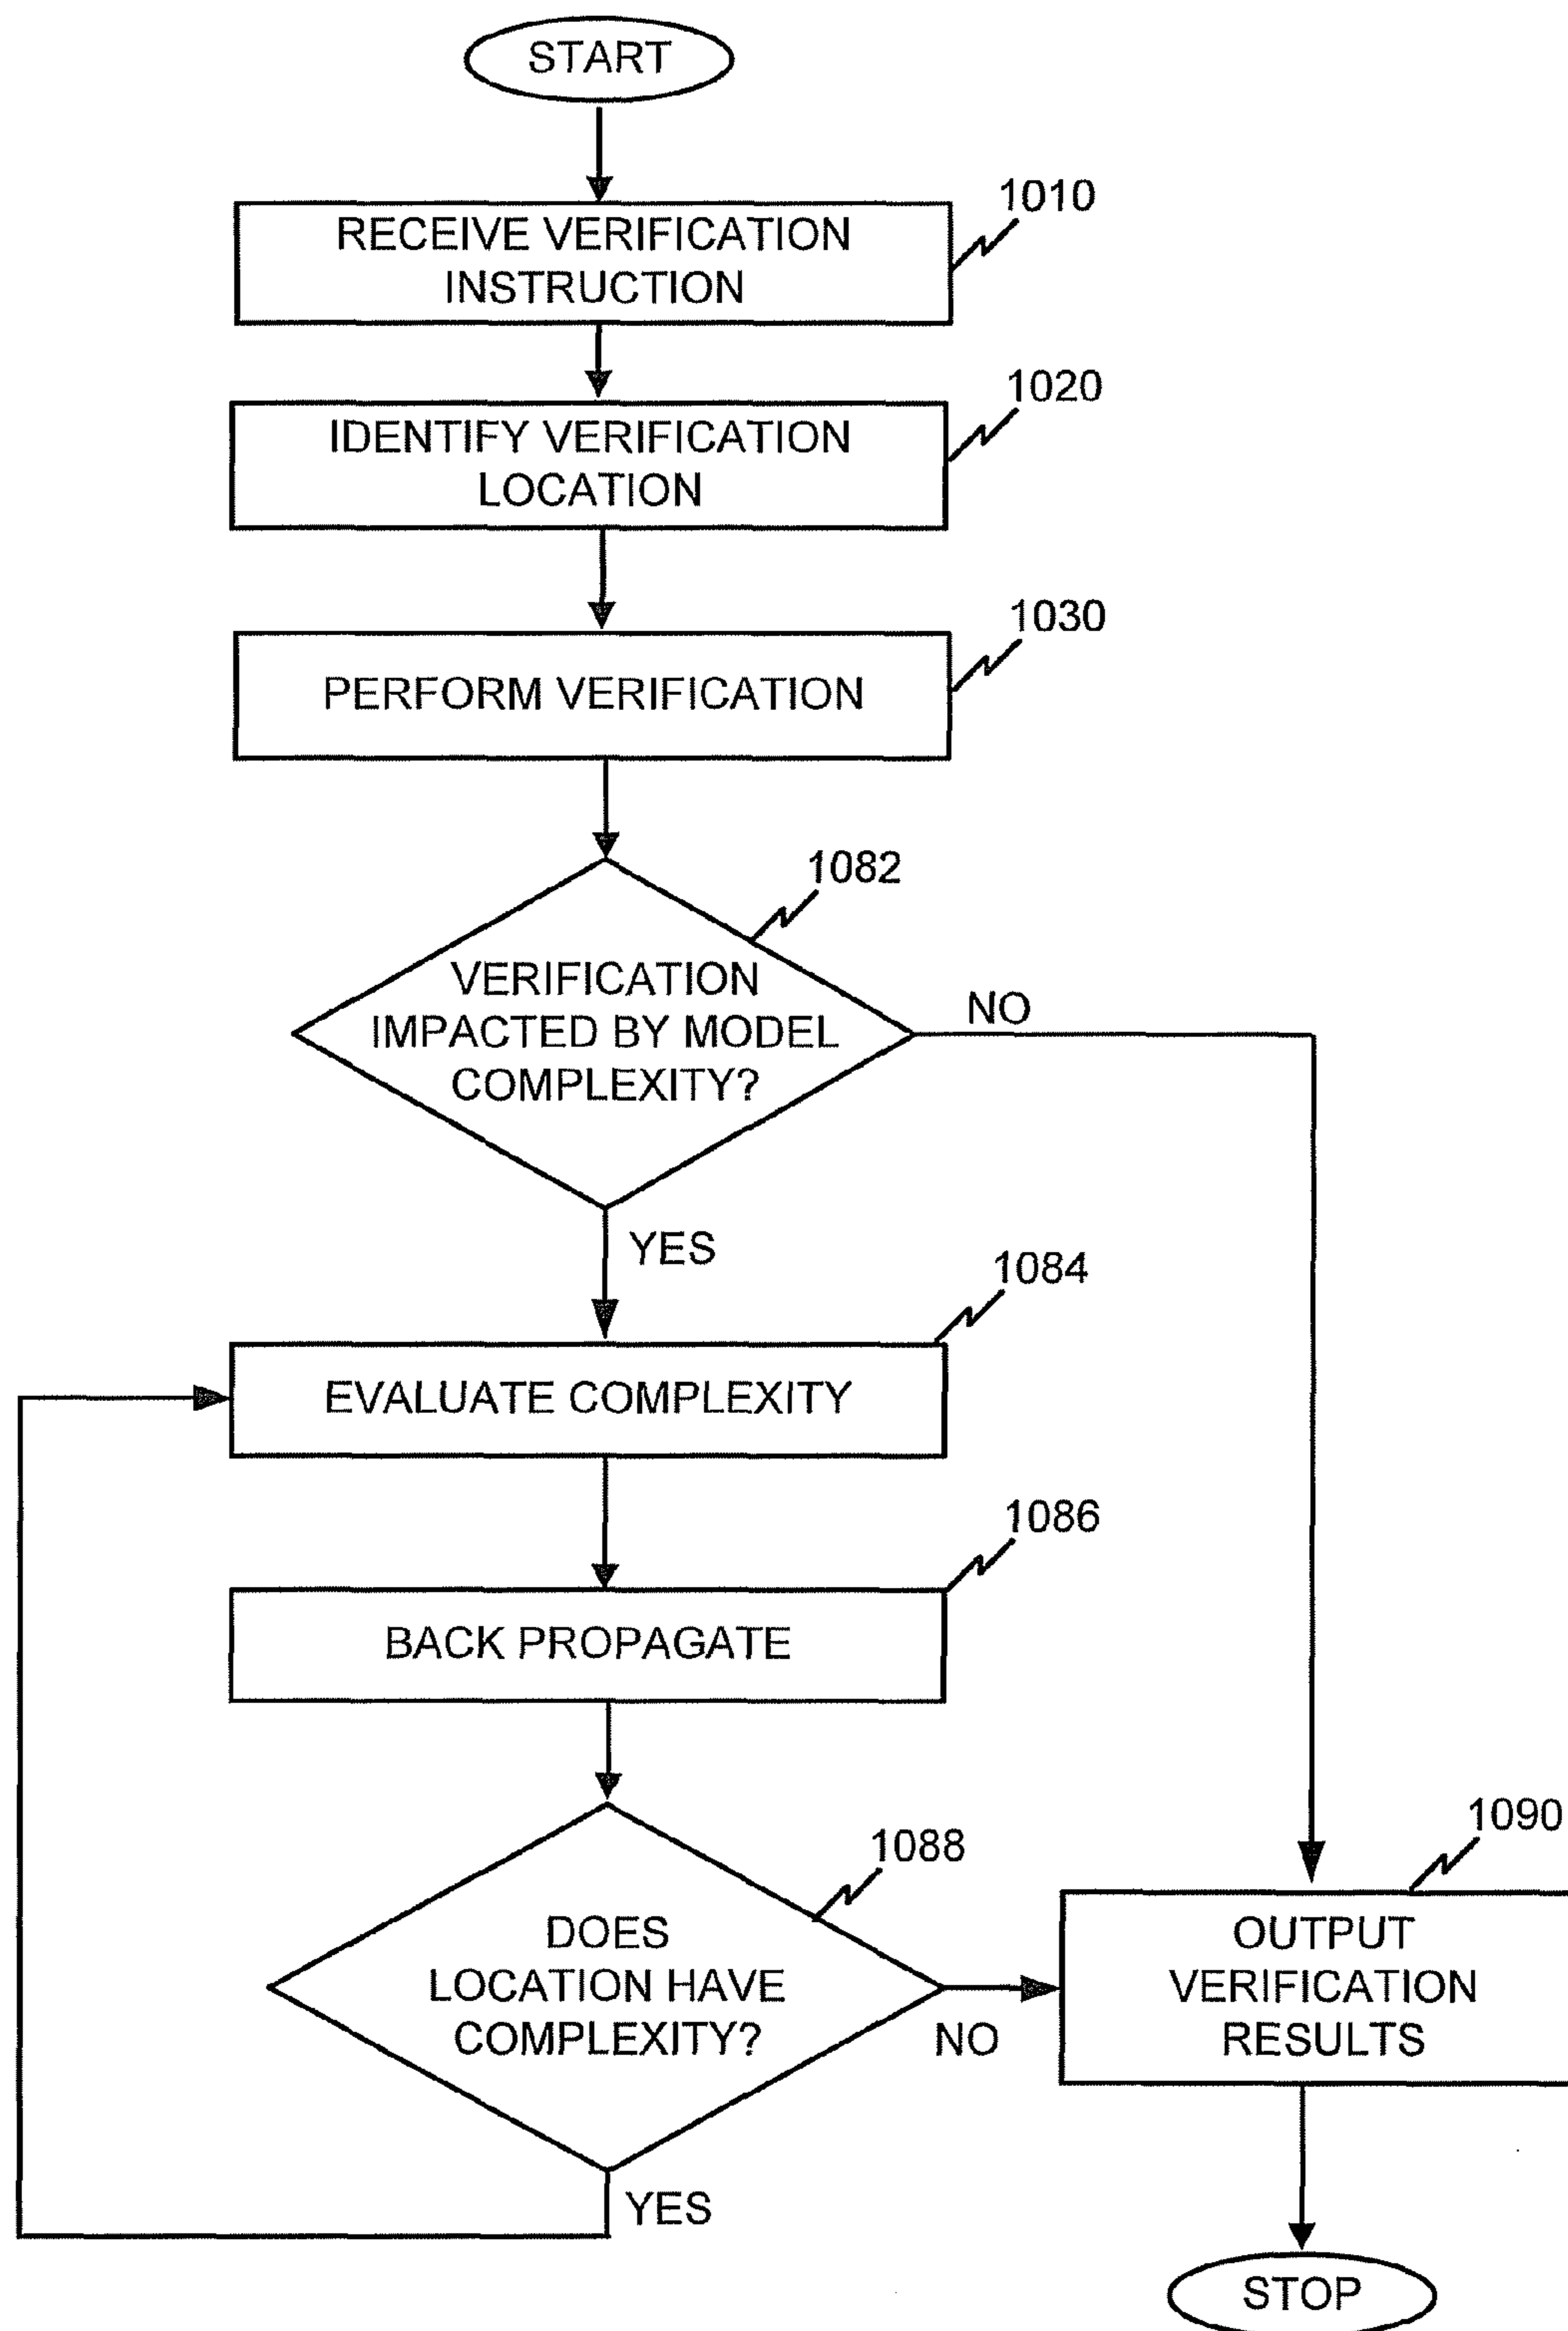 START
1010
RECEIVE VERIFICATION
INSTRUCTION
1020
IDENTIFY VERIFICATION
LOCATION
1030
PERFORM VERIFICATION
1082
VERIFICATION
IMPACTED BY MODEL
COMPLEXITY?
NO
YES
1084
EVALUATE COMPLEXITY
1086
BACK PROPAGATE
1088
DOES
LOCATION HAVE
COMPLEXITY?
NO
YES
1090
OUTPUT
VERIFICATION
RESULTS
STOP